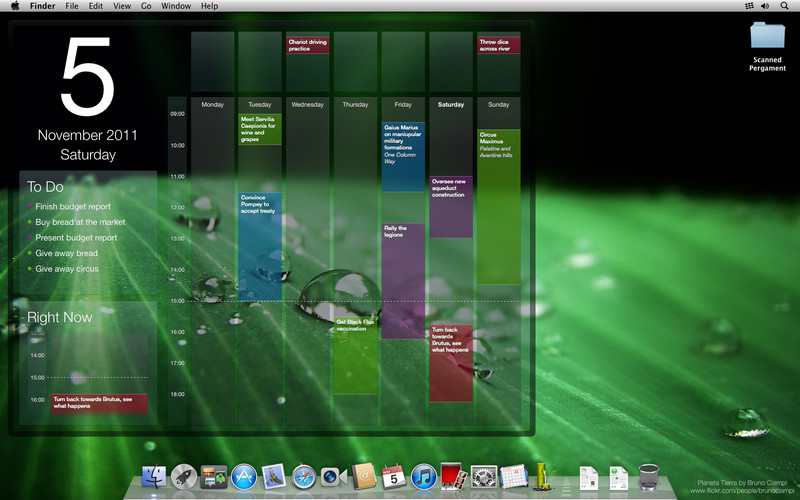 Finder File Edit View Go Window Help
5
November 2011
Saturday
To Do
Finish budget report
Buy bread at the market
Present budget report
Give away bread
Give away circus
Right Now
14:00
15:00
16:00
Turn back towards Brutus, see
what happens
Chariot driving
practice
Throw dice
across river
Monday Tuesday Wednesday Thursday Friday Saturday Sunday
09:00
10:00
11:00
12:00
13:00
14:00
15:00
16:00
17:00
18:00
Meet Servilia
Caepionis for
wine and
grapes
Convince
Pompey to
accept treaty
Get Black Flux
vaccination
Gaius Marius
on maniupular
military
formations
One Column
Way
Rally the
legions
Oversee new
aqueduct
construction
Turn back
towards
Brutus, see
what happens
Circus
Maximus
Palatine and
Aventine hills
Scanned
Pergament
5
Planeta Tierra by Bruno Ciampi
www.flickr.com/people/brunociampi